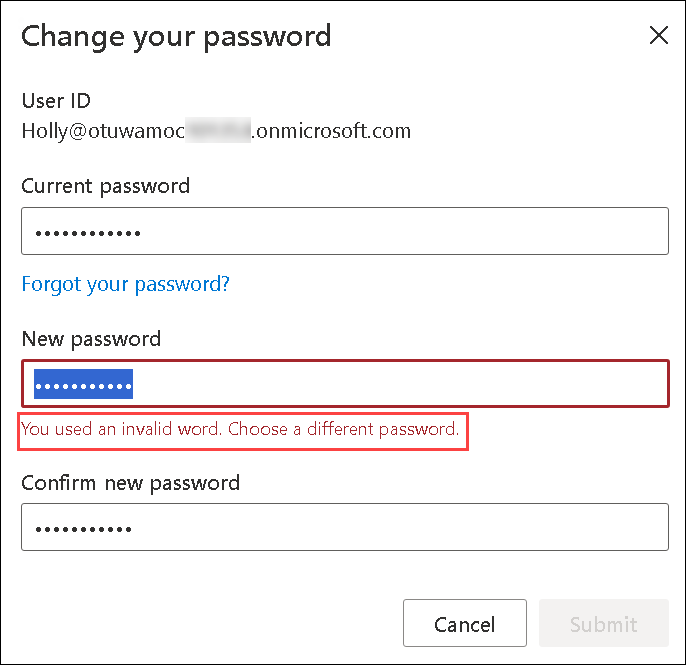 Change your password
User ID
Holly@otuwamoc .onmicrosoft.com
Current password
••••••••••••
Forgot your password?
New password
•••••••••••
You used an invalid word. Choose a different password.
Confirm new password
•••••••••••
Cancel
Submit